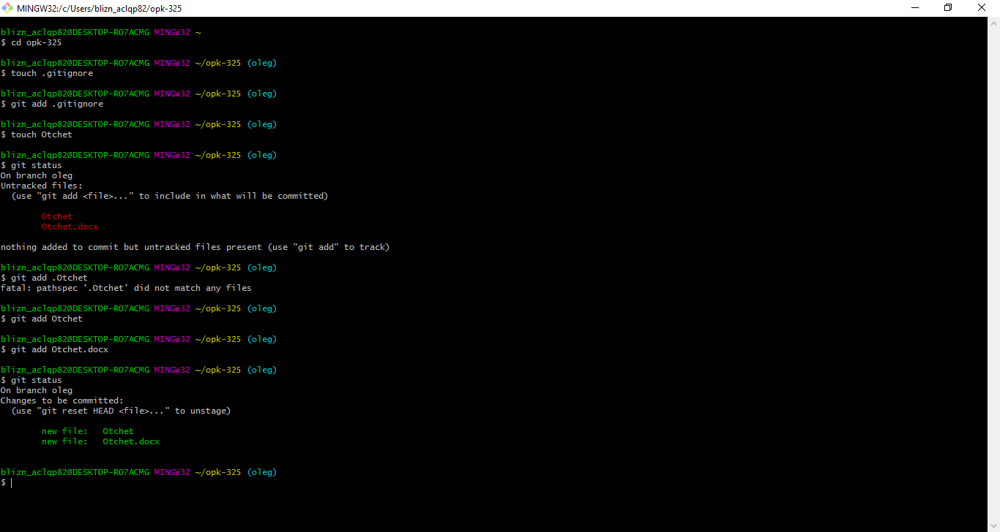 MINGW32:/c/Users/blizn_aclqp82/opk-325
blizn_aclqp82@DESKTOP-RO7ACMG MINGW32 ~
$ cd opk-325
blizn_aclqp82@DESKTOP-RO7ACMG MINGW32 ~/opk-325 (oleg)
$ touch .gitignore
blizn_aclqp82@DESKTOP-RO7ACMG MINGW32 ~/opk-325 (oleg)
$ git add .gitignore
blizn_aclqp82@DESKTOP-RO7ACMG MINGW32 ~/opk-325 (oleg)
$ touch Otchet
blizn_aclqp82@DESKTOP-RO7ACMG MINGW32 ~/opk-325 (oleg)
$ git status
On branch oleg
Untracked files:
  (use "git add <file>..." to include in what will be committed)
        Otchet
        Otchet.docx
nothing added to commit but untracked files present (use "git add" to track)
blizn_aclqp82@DESKTOP-RO7ACMG MINGW32 ~/opk-325 (oleg)
$ git add .Otchet
fatal: pathspec '.Otchet' did not match any files
blizn_aclqp82@DESKTOP-RO7ACMG MINGW32 ~/opk-325 (oleg)
$ git add Otchet
blizn_aclqp82@DESKTOP-RO7ACMG MINGW32 ~/opk-325 (oleg)
$ git add Otchet.docx
blizn_aclqp82@DESKTOP-RO7ACMG MINGW32 ~/opk-325 (oleg)
$ git status
On branch oleg
Changes to be committed:
  (use "git reset HEAD <file>..." to unstage)
        new file:   Otchet
        new file:   Otchet.docx
blizn_aclqp82@DESKTOP-RO7ACMG MINGW32 ~/opk-325 (oleg)
$